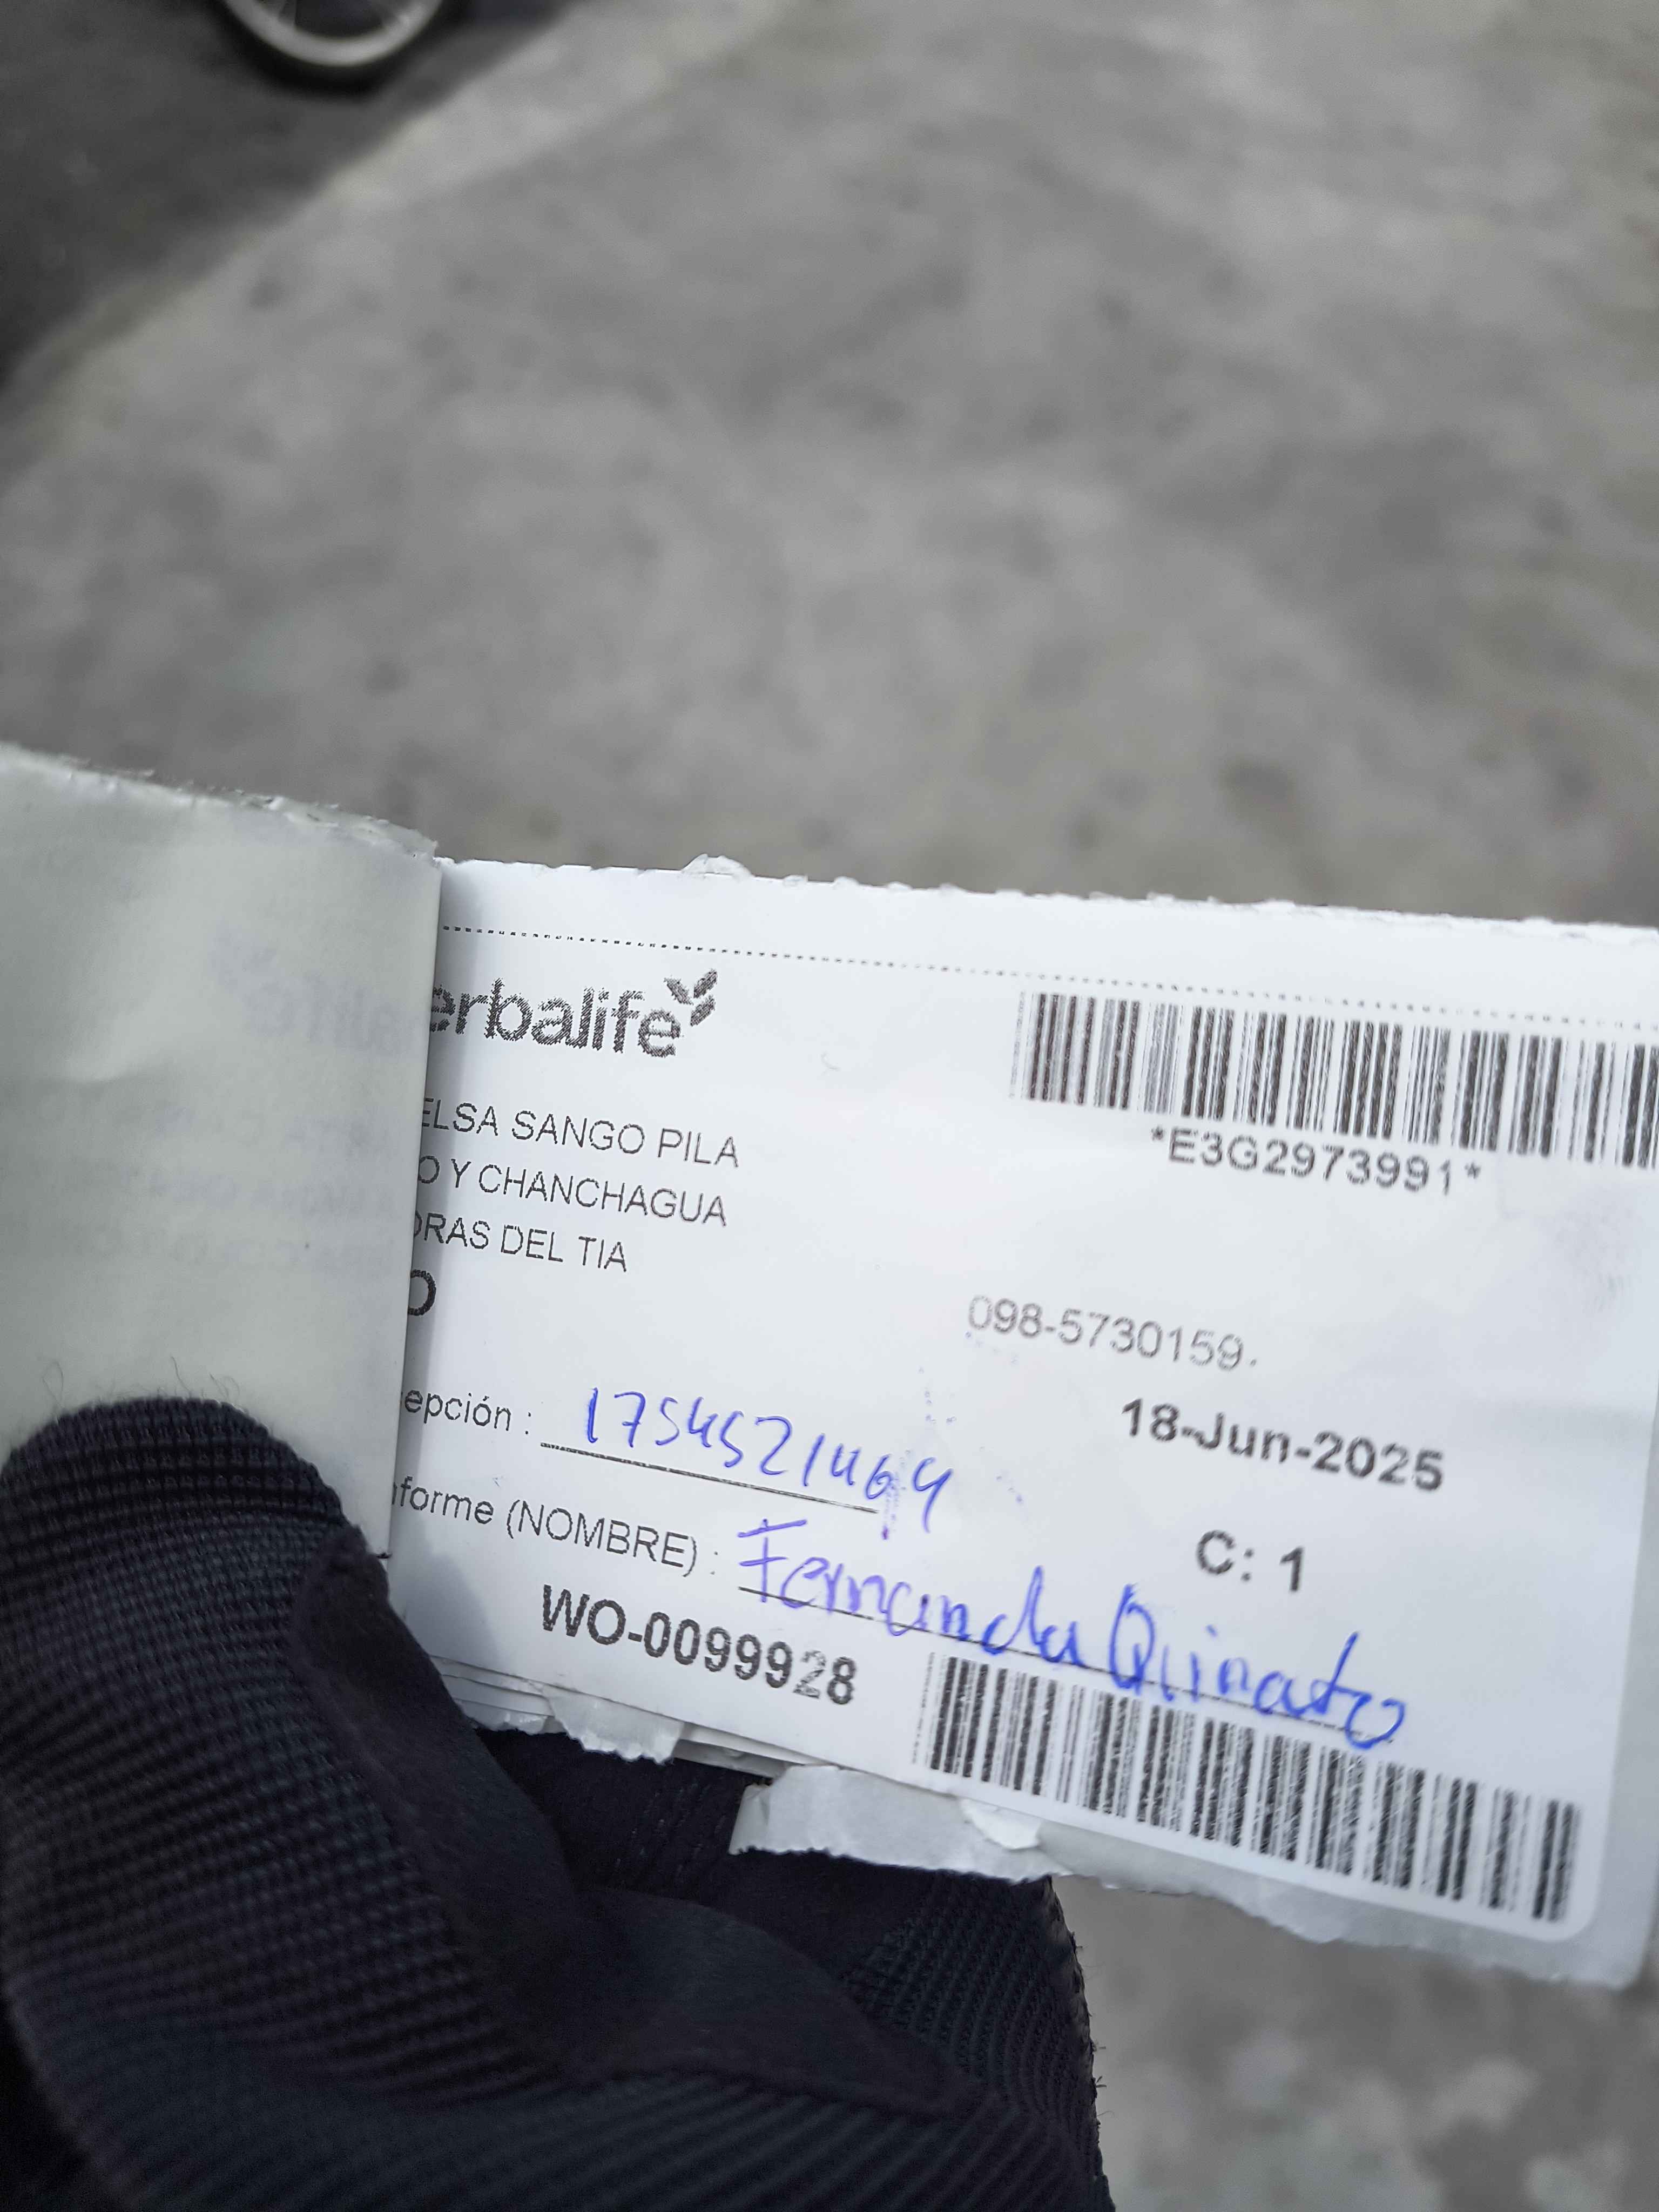 erbalife
*E3G2973991*
ELSA SANGO PILA
O Y CHANCHAGUA
ORAS DEL TIA
O
098-5730159.
18-Jun-2025
epción : 1754521464
C: 1
nforme (NOMBRE) : Fernanda Quinato
WO-0099928